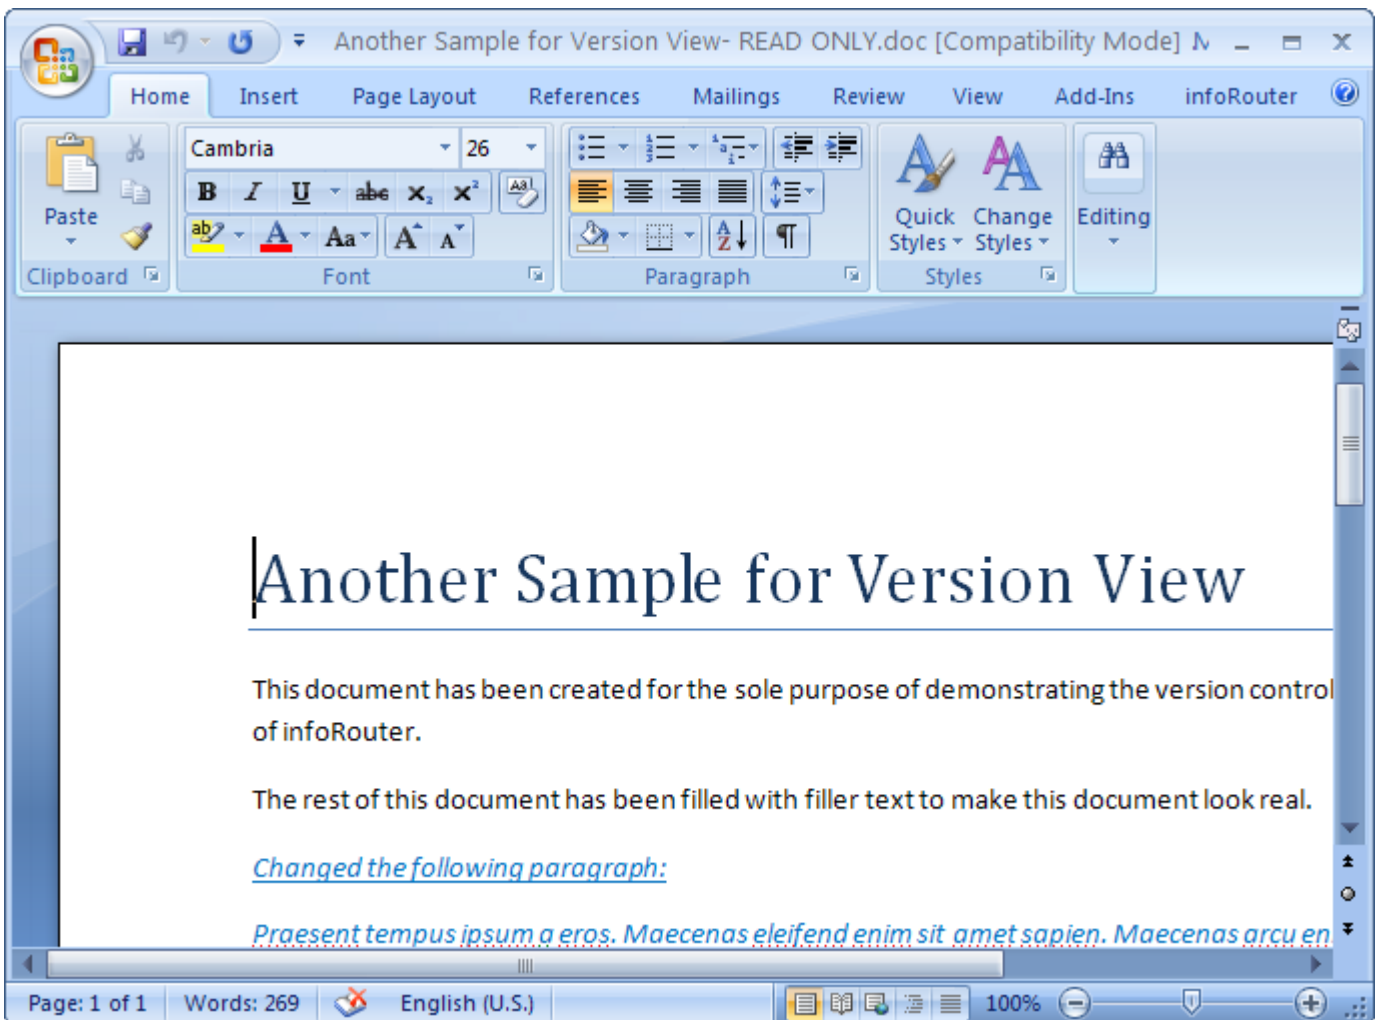 Another Sample for Version View- READ ONLY.doc [Compatibility Mode]
Home Insert Page Layout References Mailings Review View Add-Ins infoRouter
Cambria 26
B I U abc x₂ x²
Paste
ab A Aa A A
A Z ¶
Quick Styles
Change Styles
Editing
Clipboard Font Paragraph Styles
Another Sample for Version View
This document has been created for the sole purpose of demonstrating the version control
of infoRouter.
The rest of this document has been filled with filler text to make this document look real.
Changed the following paragraph:
Praesent tempus ipsum a eros. Maecenas eleifend enim sit amet sapien. Maecenas arcu en
Page: 1 of 1 Words: 269 English (U.S.) 100%